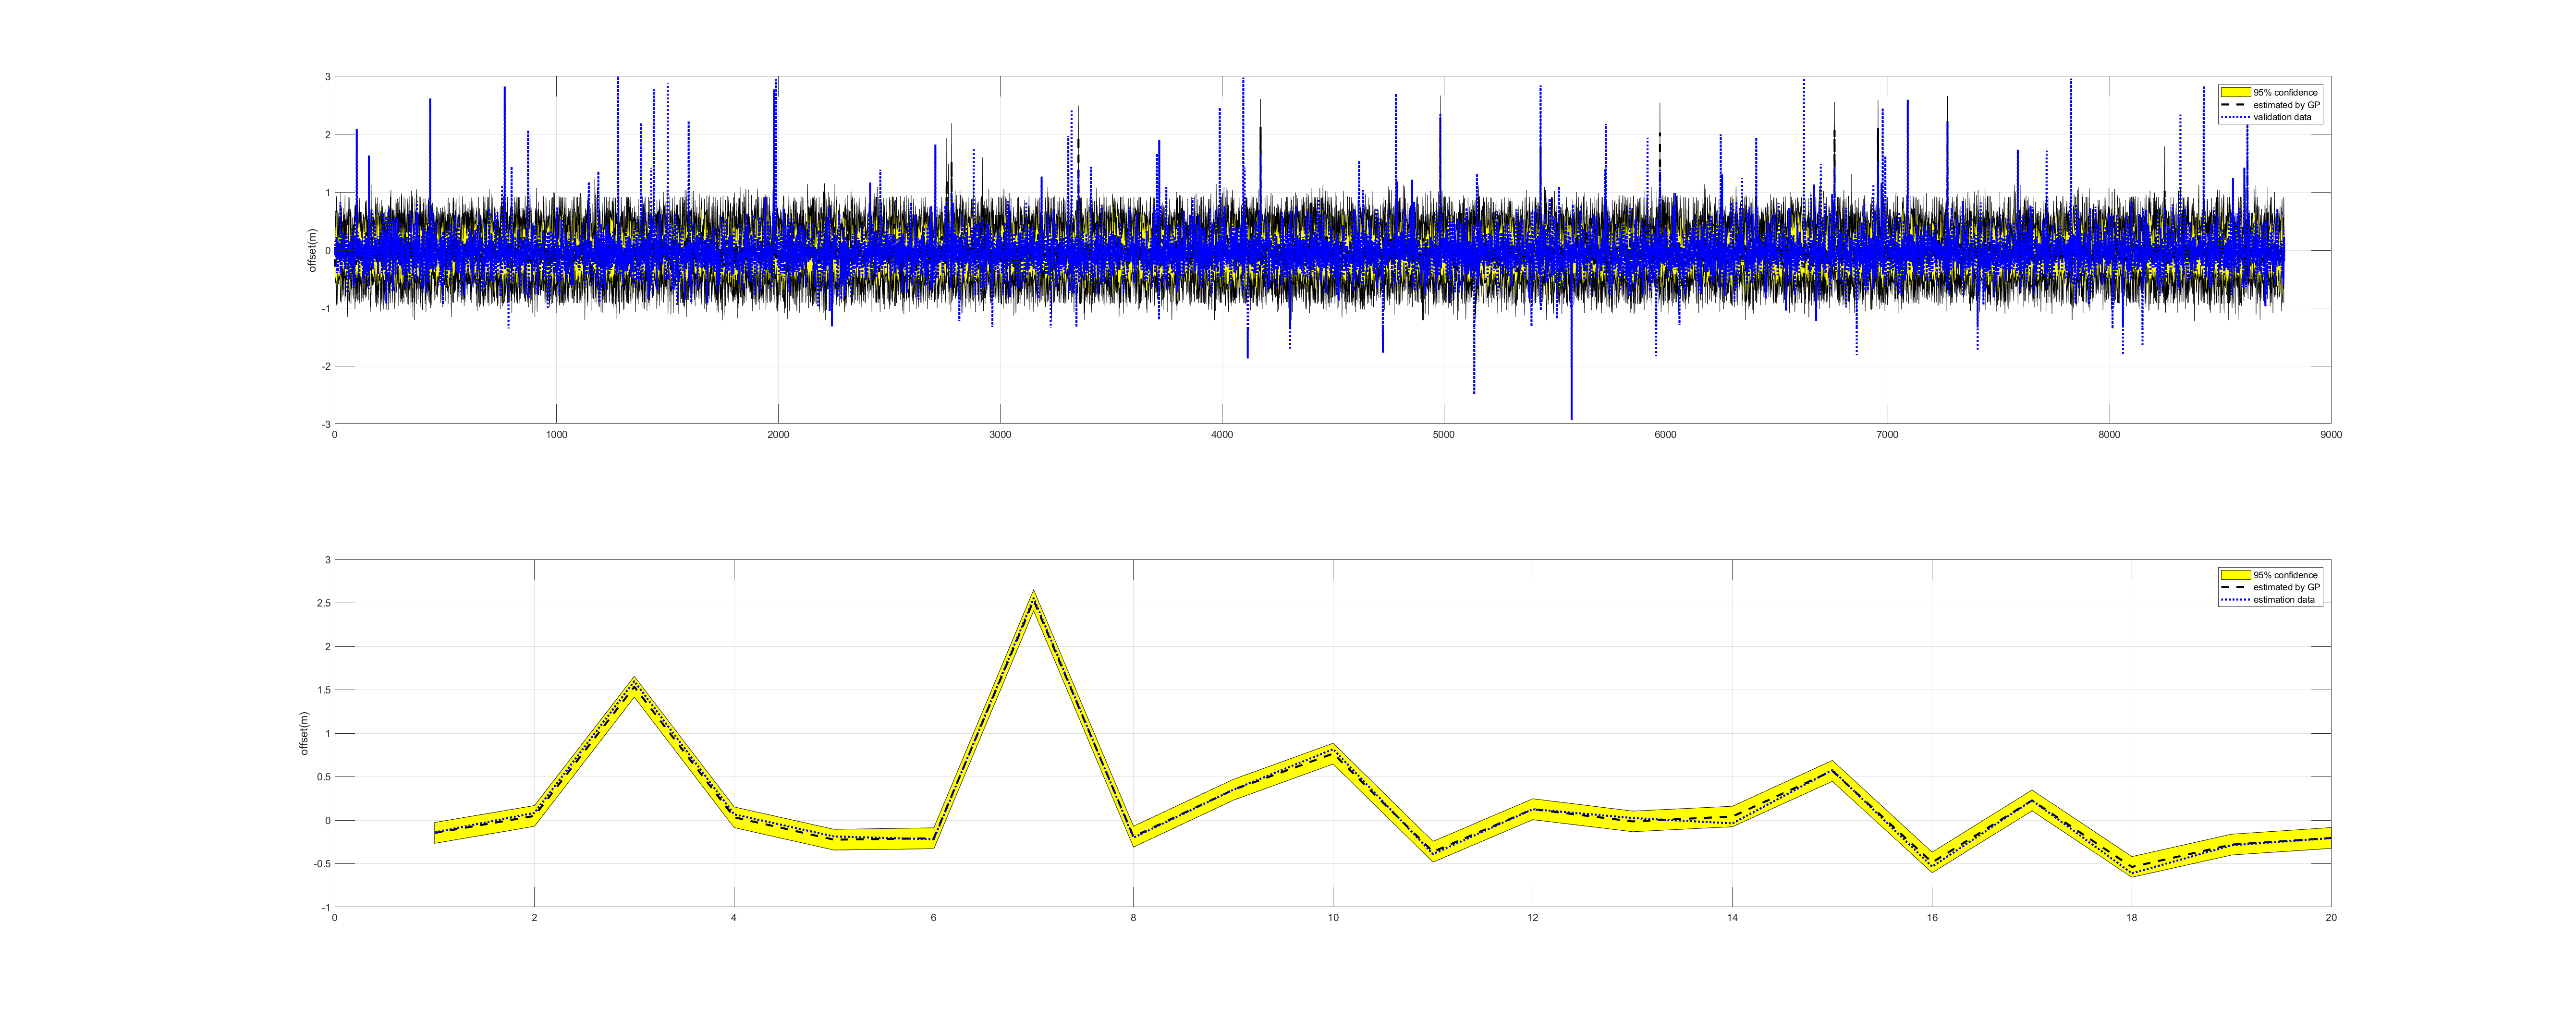 3
2
1
0
-1
-2
-3
offset(m)
0 1000 2000 3000 4000 5000 6000 7000 8000 9000
95% confidence
estimated by GP
validation data
3
2.5
2
1.5
1
0.5
0
-0.5
-1
offset(m)
0 2 4 6 8 10 12 14 16 18 20
95% confidence
estimated by GP
estimation data